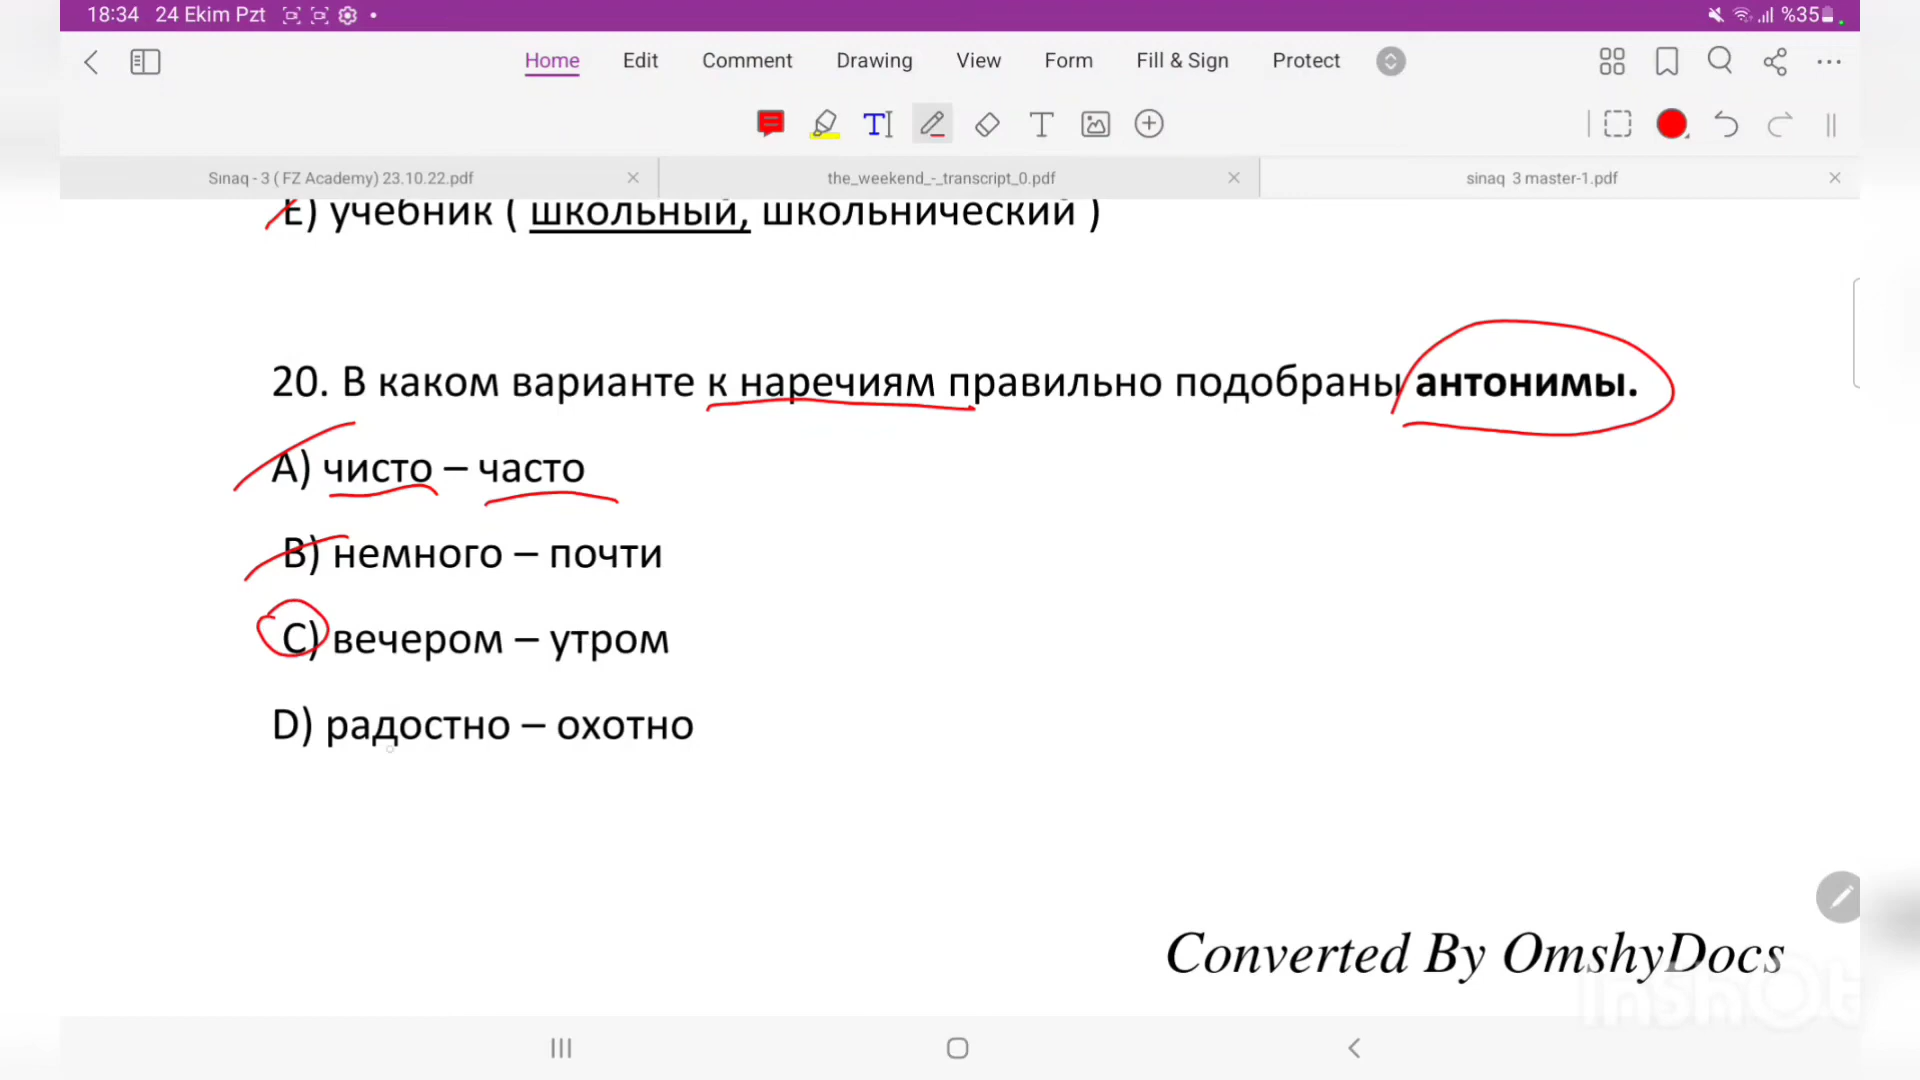 18:34 24 Ekim Pzt %35
Home Edit Comment Drawing View Form Fill & Sign Protect
Sınaq - 3 ( FZ Academy) 23.10.22.pdf the_weekend_-_transcript_0.pdf sinaq 3 master-1.pdf
E) учебник ( школьный, школьнический )
20. В каком варианте к наречиям правильно подобраны антонимы.
A) чисто – часто
B) немного – почти
C) вечером – утром
D) радостно – охотно
Converted By OmshyDocs
InShOt